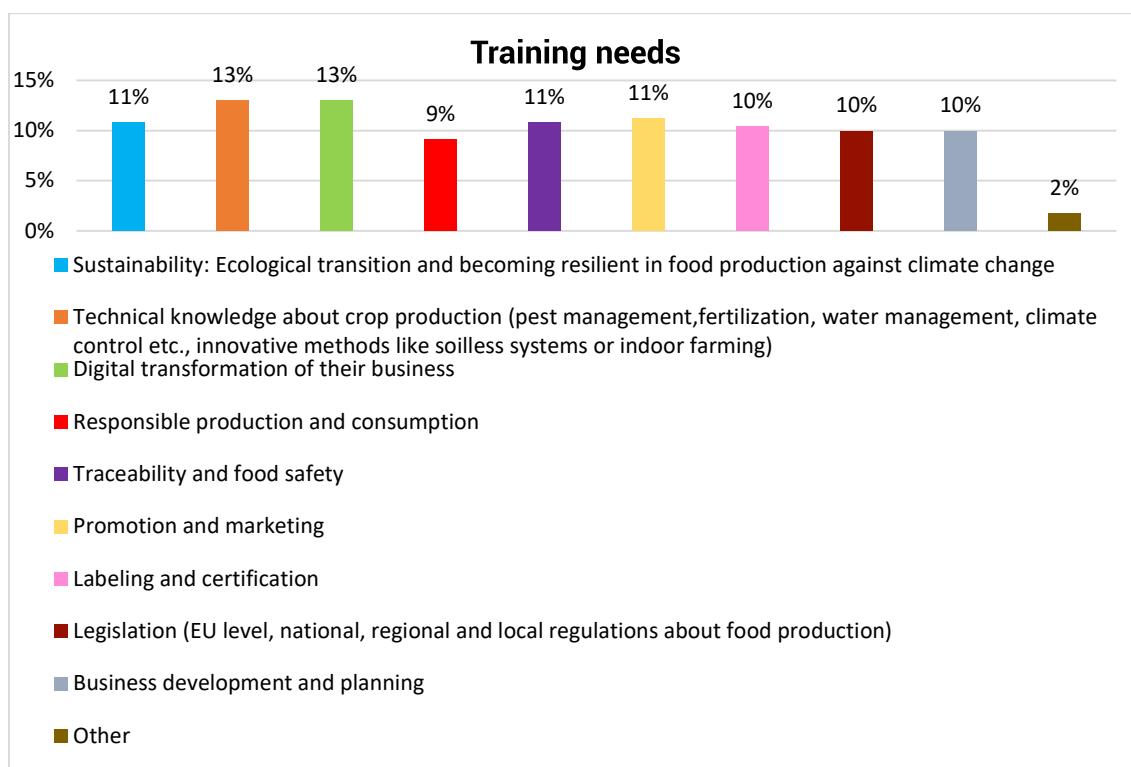 Training needs
15%
10%
5%
0%
11%
13%
13%
9%
11%
11%
10%
10%
10%
2%
Sustainability: Ecological transition and becoming resilient in food production against climate change
Technical knowledge about crop production (pest management,fertilization, water management, climate
control etc., innovative methods like soilless systems or indoor farming)
Digital transformation of their business
Responsible production and consumption
Traceability and food safety
Promotion and marketing
Labeling and certification
Legislation (EU level, national, regional and local regulations about food production)
Business development and planning
Other